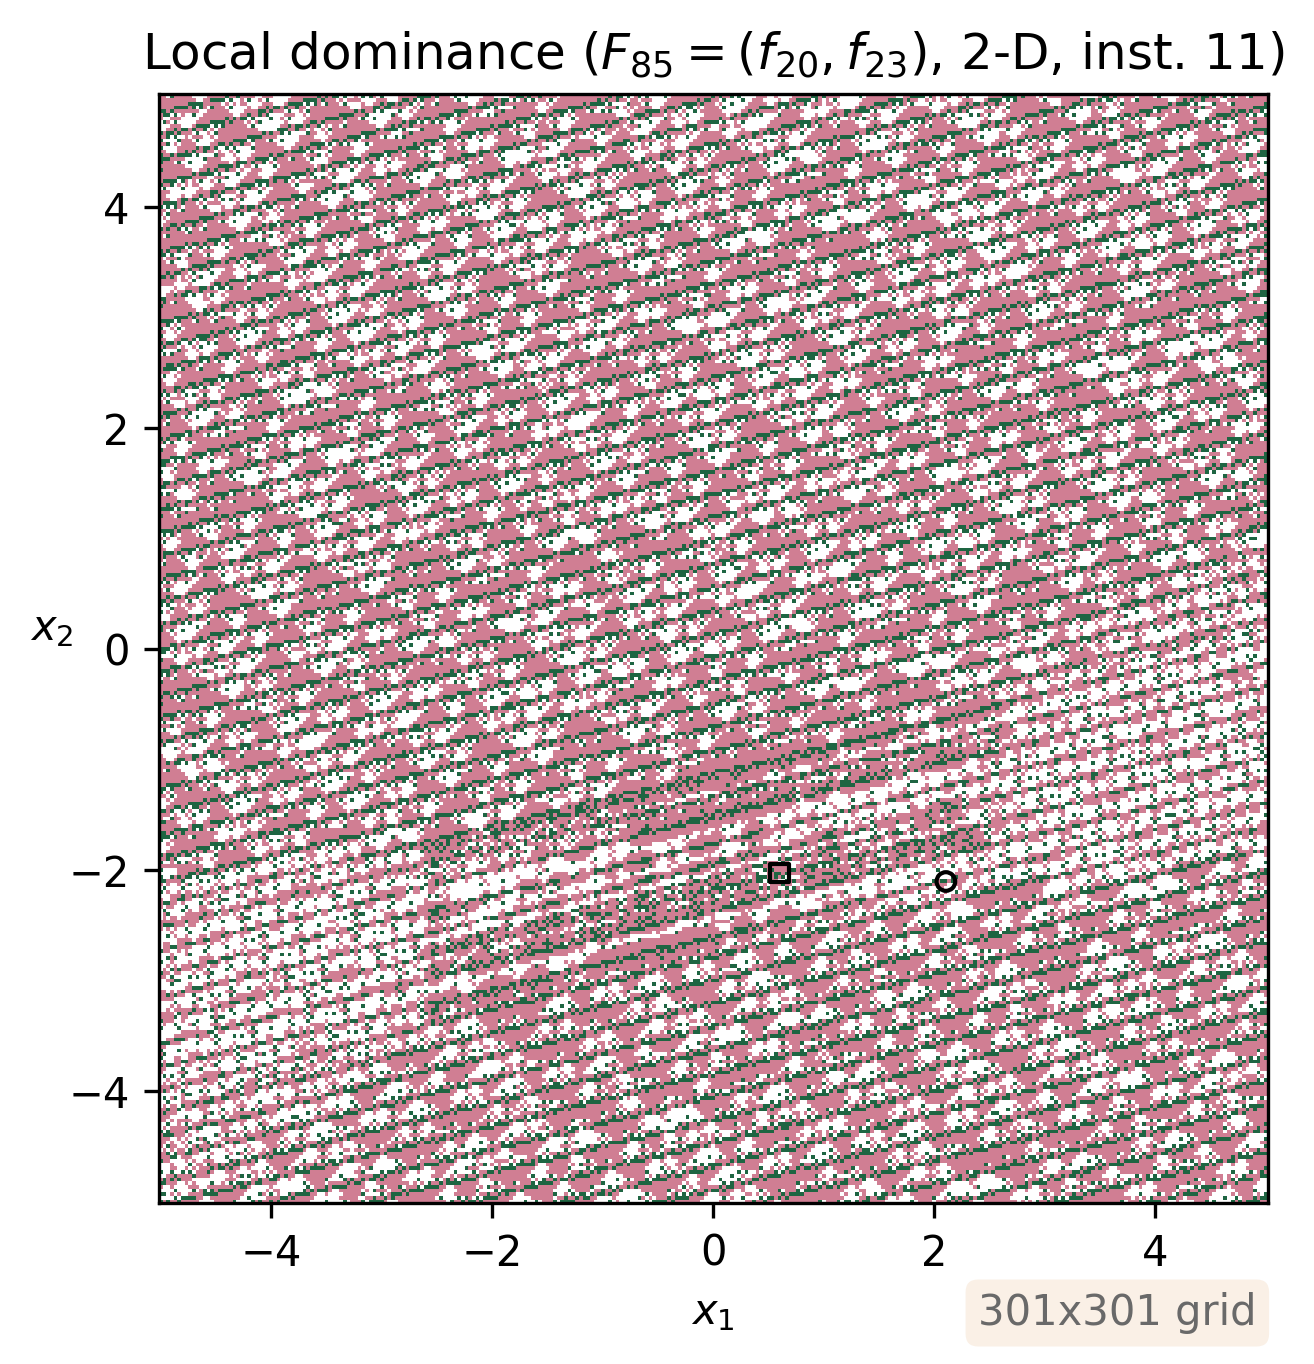 Local dominance (F₈₅ = (f₂₀, f₂₃), 2-D, inst. 11)
4
2
x₂
0
−2
−4
−4 −2 0 2 4
x₁
301x301 grid